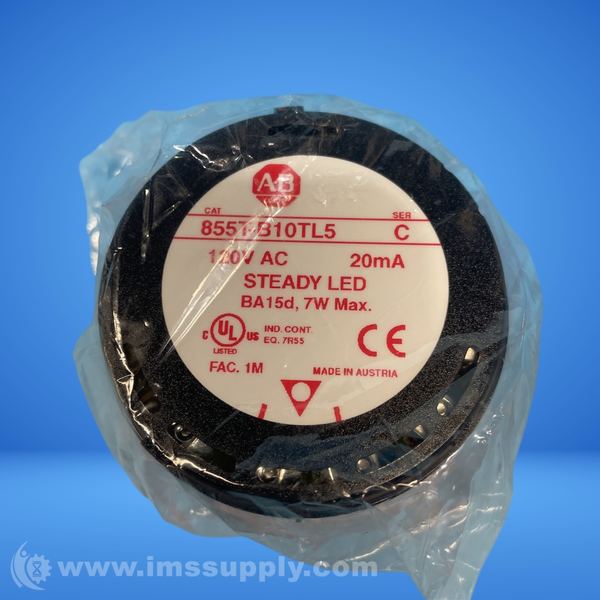 AB
CAT SER
855T-B10TL5 C
120V AC 20mA
STEADY LED
BA15d, 7W Max.
C UL US IND. CONT.
LISTED EQ. 7R55
CE
FAC. 1M MADE IN AUSTRIA
www.imssupply.com/